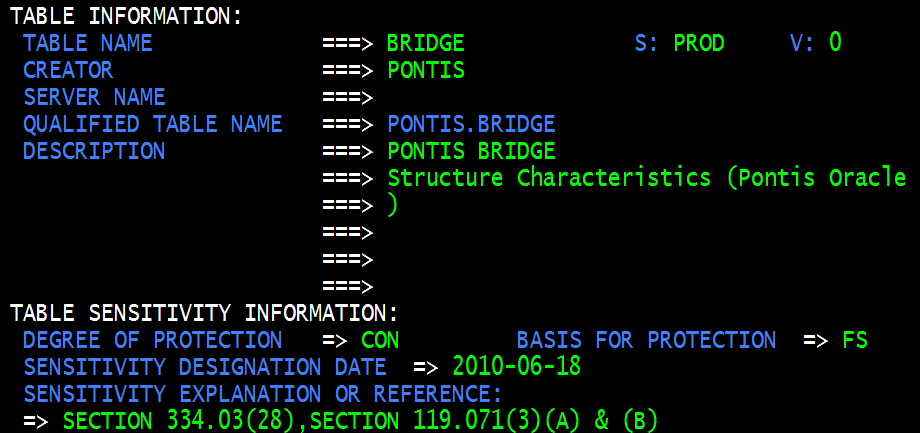 TABLE INFORMATION:
TABLE NAME ===> BRIDGE S: PROD V: 0
CREATOR ===> PONTIS
SERVER NAME ===>
QUALIFIED TABLE NAME ===> PONTIS.BRIDGE
DESCRIPTION ===> PONTIS BRIDGE
===> Structure Characteristics (Pontis Oracle
===> )
===>
===>
===>
TABLE SENSITIVITY INFORMATION:
DEGREE OF PROTECTION => CON BASIS FOR PROTECTION => FS
SENSITIVITY DESIGNATION DATE => 2010-06-18
SENSITIVITY EXPLANATION OR REFERENCE:
=> SECTION 334.03(28),SECTION 119.071(3)(A) & (B)